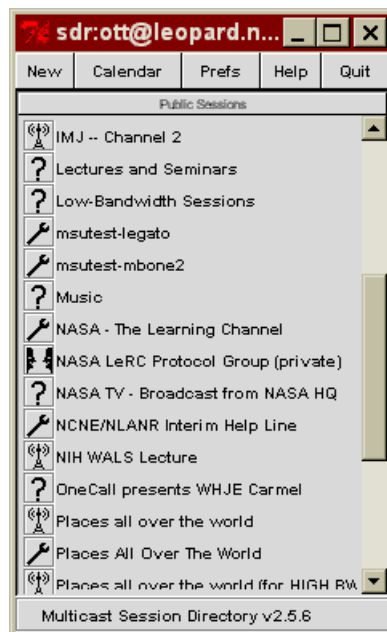 sdr:ott@leopard.n...
New Calendar Prefs Help Quit
Public Sessions
IMJ -- Channel 2
Lectures and Seminars
Low-Bandwidth Sessions
msutest-legato
msutest-mbone2
Music
NASA - The Learning Channel
NASA LeRC Protocol Group (private)
NASA TV - Broadcast from NASA HQ
NCNE/NLANR Interim Help Line
NIH WALS Lecture
OneCall presents WHJE Carmel
Places all over the world
Places All Over The World
Places all over the world (for HIGH BW
Multicast Session Directory v2.5.6